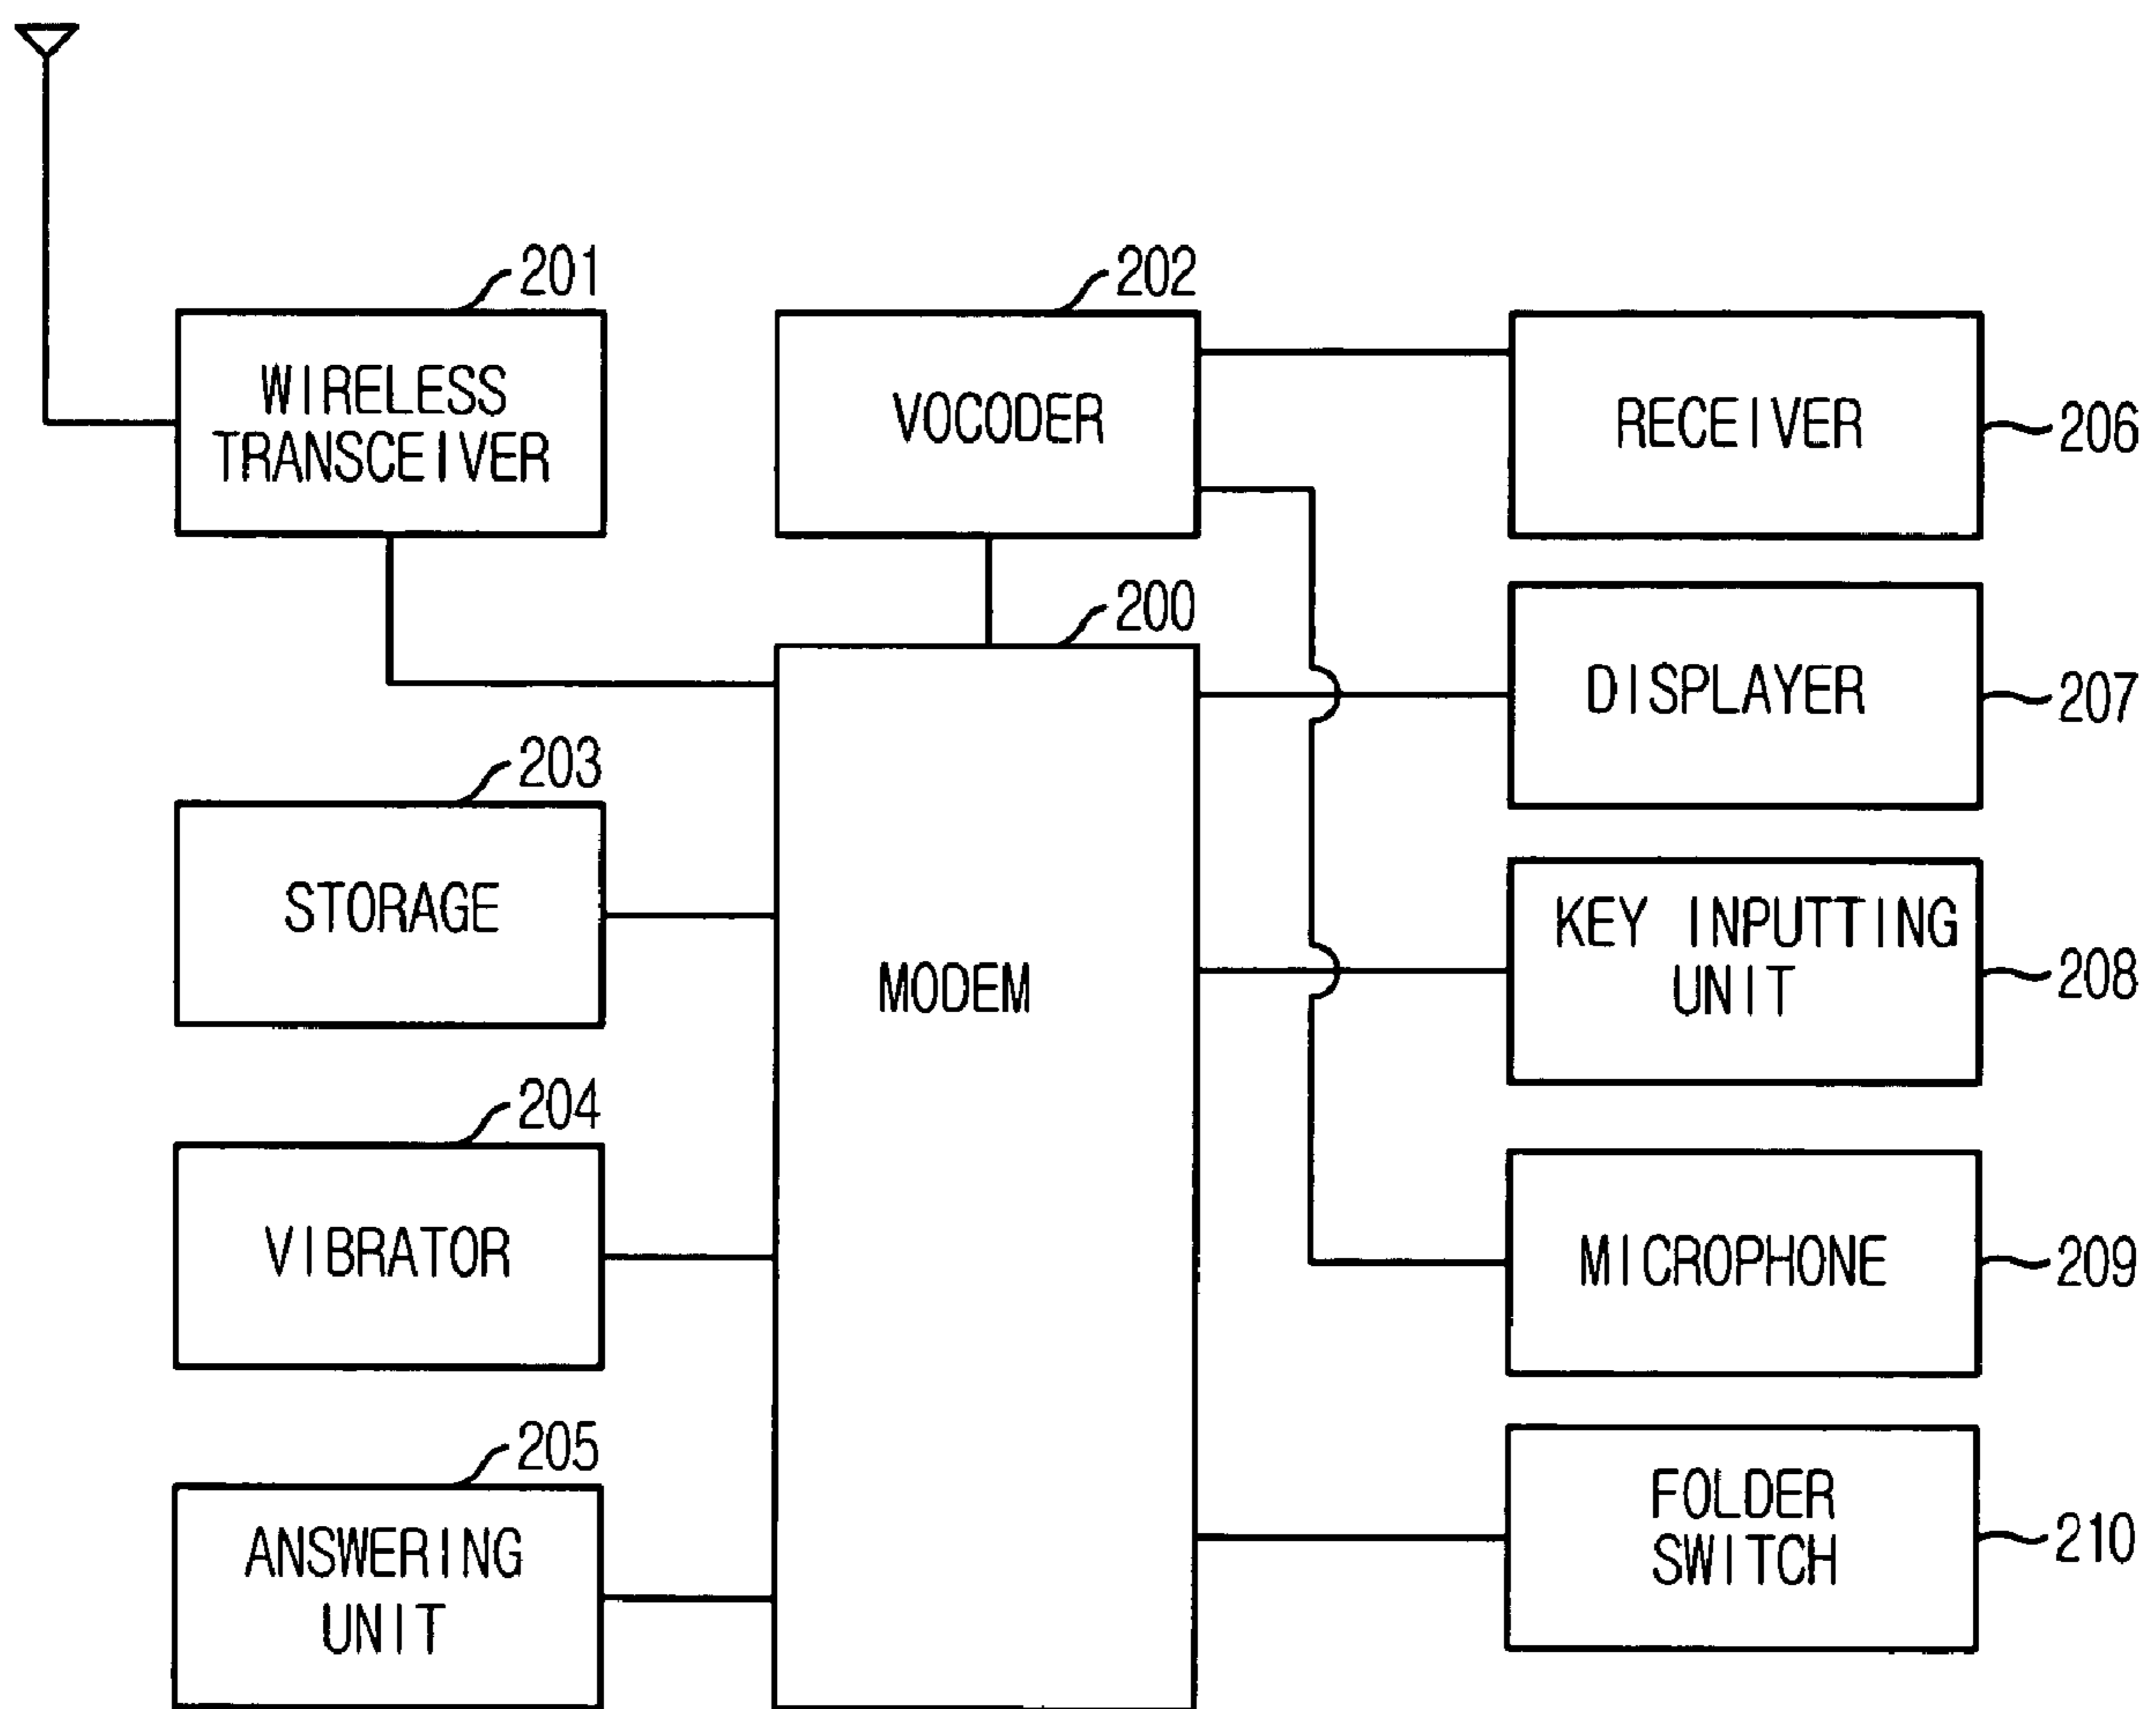 201
WIRELESS
TRANSCEIVER
202
VOCODER
RECEIVER
206
200
MODEM
DISPLAYER
207
203
STORAGE
KEY INPUTTING
UNIT
208
204
VIBRATOR
MICROPHONE
209
205
ANSWERING
UNIT
FOLDER
SWITCH
210